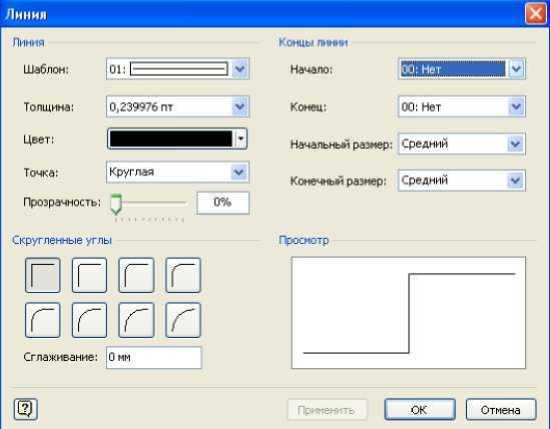 Линия
Линия
Шаблон: 01:
Толщина: 0,239976 пт
Цвет:
Точка: Круглая
Прозрачность: 0%
Концы линии
Начало: 00: Нет
Конец: 00: Нет
Начальный размер: Средний
Конечный размер: Средний
Скругленные углы
Сглаживание: 0 мм
Просмотр
?
Применить
ОК
Отмена